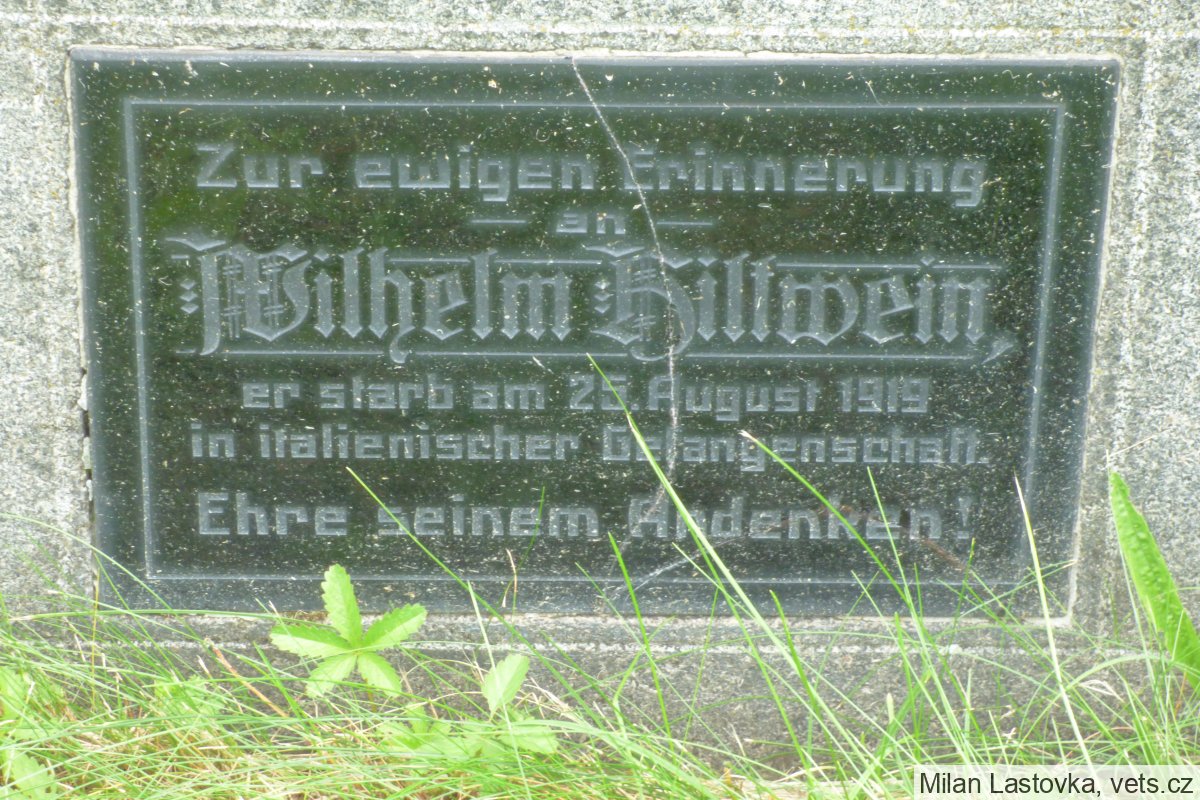 Zur ewigen Erinnerung
— an —
Wilhelm Hiltwein,
er starb am 25. August 1919
in italienischer Gefangenschaft.
Ehre seinem Andenken!
Milan Lastovka, vets.cz